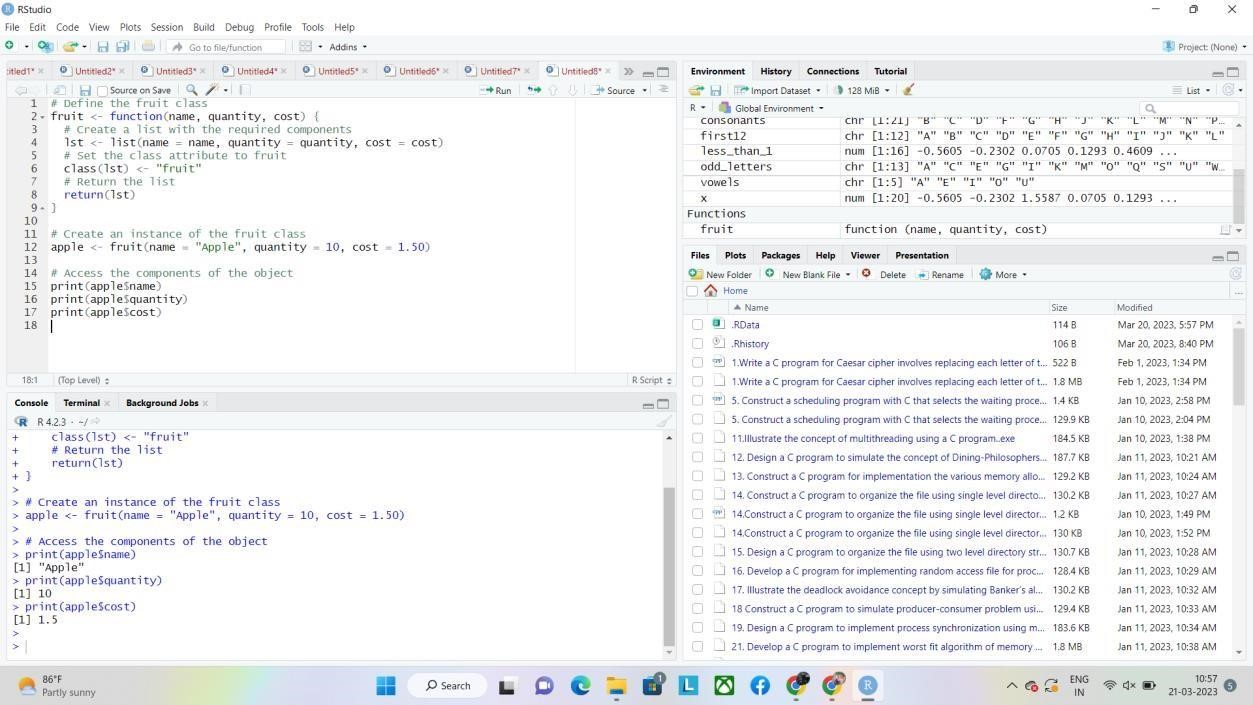 RStudio
File Edit Code View Plots Session Build Debug Profile Tools Help
Go to file/function Addins Project: (None)
Untitled2* Untitled3* Untitled4* Untitled5* Untitled6* Untitled7* Untitled8*
Source on Save Run Source
1 # Define the fruit class
2 fruit <- function(name, quantity, cost) {
3 # Create a list with the required components
4 lst <- list(name = name, quantity = quantity, cost = cost)
5 # Set the class attribute to fruit
6 class(lst) <- "fruit"
7 # Return the list
8 return(lst)
9 }
10
11 # Create an instance of the fruit class
12 apple <- fruit(name = "Apple", quantity = 10, cost = 1.50)
13
14 # Access the components of the object
15 print(apple$name)
16 print(apple$quantity)
17 print(apple$cost)
18
18:1 (Top Level) R Script
Console Terminal Background Jobs
R 4.2.3 · ~/
+ class(lst) <- "fruit"
+ # Return the list
+ return(lst)
+ }
>
> # Create an instance of the fruit class
> apple <- fruit(name = "Apple", quantity = 10, cost = 1.50)
>
> # Access the components of the object
> print(apple$name)
[1] "Apple"
> print(apple$quantity)
[1] 10
> print(apple$cost)
[1] 1.5
>
>
Environment History Connections Tutorial
Import Dataset 128 MiB List
R Global Environment
consonants chr [1:21] "B" "C" "D" "F" "G" "H" "J" "K" "L" "M" "N" "P...
first12 chr [1:12] "A" "B" "C" "D" "E" "F" "G" "H" "I" "J" "K" "L"
less_than_1 num [1:16] -0.5605 -0.2302 0.0705 0.1293 0.4609 ...
odd_letters chr [1:13] "A" "C" "E" "G" "I" "K" "M" "O" "Q" "S" "U" "W...
vowels chr [1:5] "A" "E" "I" "O" "U"
x num [1:20] -0.5605 -0.2302 1.5587 0.0705 0.1293 ...
Functions
fruit function (name, quantity, cost)
Files Plots Packages Help Viewer Presentation
New Folder New Blank File Delete Rename More
Home ...
Name Size Modified
.RData 114 B Mar 20, 2023, 5:57 PM
.Rhistory 106 B Mar 20, 2023, 8:40 PM
1.Write a C program for Caesar cipher involves replacing each letter of t... 522 B Feb 1, 2023, 1:34 PM
1.Write a C program for Caesar cipher involves replacing each letter of t... 1.8 MB Feb 1, 2023, 1:34 PM
5. Construct a scheduling program with C that selects the waiting proce... 1.4 KB Jan 10, 2023, 2:58 PM
5. Construct a scheduling program with C that selects the waiting proce... 129.9 KB Jan 10, 2023, 2:04 PM
11.Illustrate the concept of multithreading using a C program..exe 184.5 KB Jan 10, 2023, 1:38 PM
12. Design a C program to simulate the concept of Dining-Philosophers... 187.7 KB Jan 11, 2023, 10:21 AM
13. Construct a C program for implementation the various memory allo... 129.2 KB Jan 11, 2023, 10:24 AM
14. Construct a C program to organize the file using single level directo... 130.2 KB Jan 11, 2023, 10:27 AM
14.Construct a C program to organize the file using single level director... 1.2 KB Jan 10, 2023, 1:49 PM
14.Construct a C program to organize the file using single level director... 130 KB Jan 10, 2023, 1:52 PM
15. Design a C program to organize the file using two level directory str... 130.7 KB Jan 11, 2023, 10:28 AM
16. Develop a C program for implementing random access file for proc... 128.4 KB Jan 11, 2023, 10:29 AM
17. Illustrate the deadlock avoidance concept by simulating Banker's al... 130.2 KB Jan 11, 2023, 10:32 AM
18 Construct a C program to simulate producer-consumer problem usi... 129.4 KB Jan 11, 2023, 10:33 AM
19. Design a C program to implement process synchronization using m... 183.6 KB Jan 11, 2023, 10:34 AM
21. Develop a C program to implement worst fit algorithm of memory ... 1.8 MB Jan 11, 2023, 10:38 AM
86°F
Partly sunny
Search
ENG
IN
10:57
21-03-2023
5